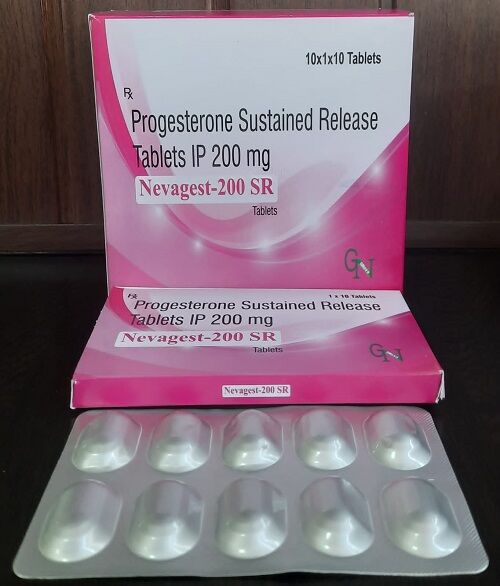 10x1x10 Tablets
Rx
Progesterone Sustained Release
Tablets IP 200 mg
Nevagest-200 SR
Tablets
GN
Rx
1 x 10 Tablets
Progesterone Sustained Release
Tablets IP 200 mg
Nevagest-200 SR
Tablets
GN
Nevagest-200 SR